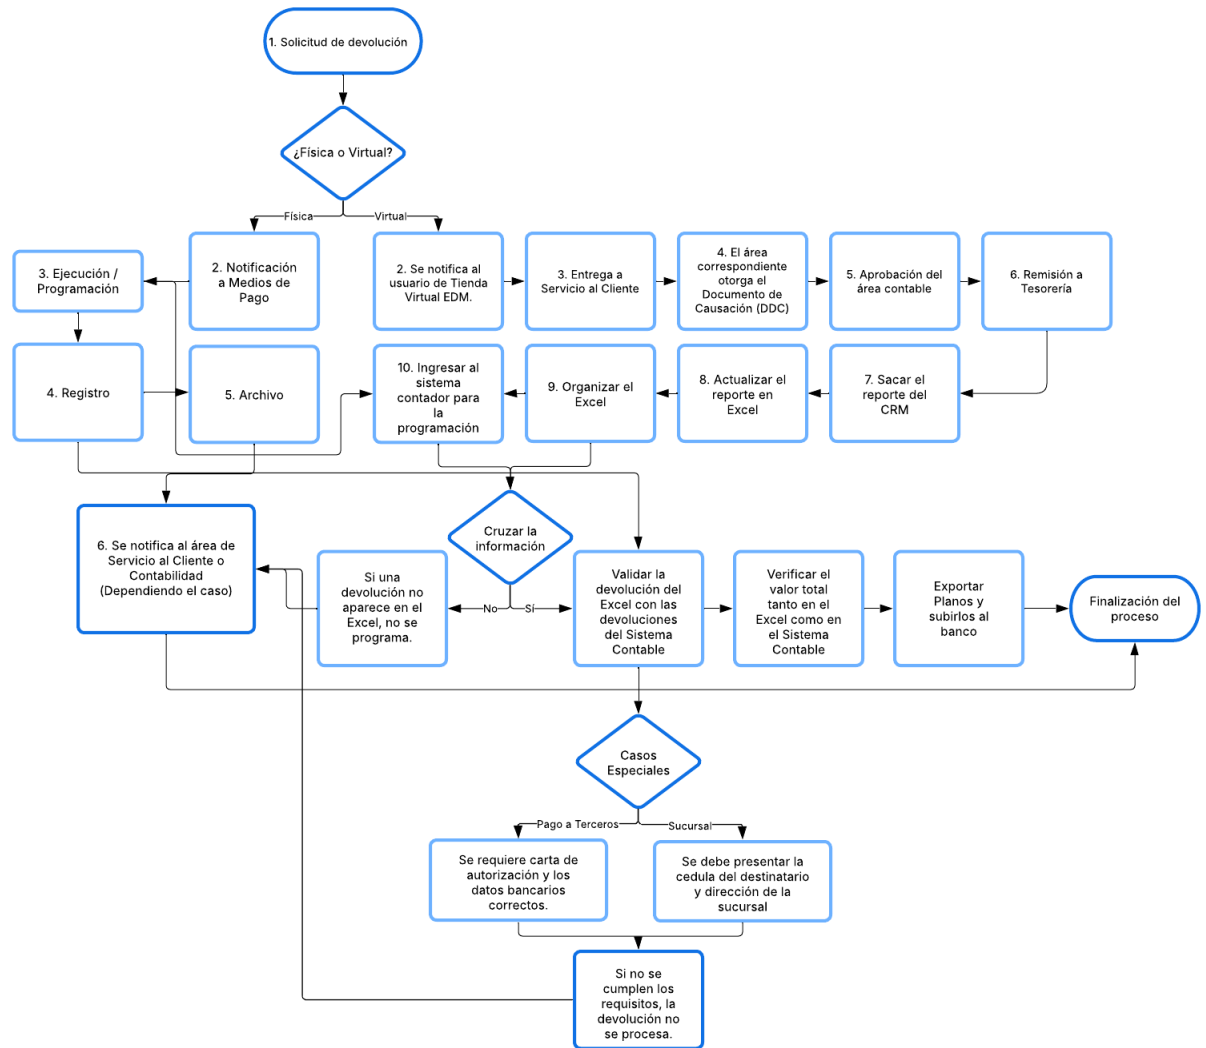 1. Solicitud de devolución
¿Física o Virtual?
Física
Virtual
3. Ejecución /
Programación
2. Notificación
a Medios de
Pago
2. Se notifica al
usuario de Tienda
Virtual EDM.
3. Entrega a
Servicio al Cliente
4. El área
correspondiente
otorga el
Documento de
Causación (DDC)
5. Aprobación del
área contable
6. Remisión a
Tesorería
4. Registro
5. Archivo
10. Ingresar al
sistema
contador para
la
programación
9. Organizar el
Excel
8. Actualizar el
reporte en
Excel
7. Sacar el
reporte del
CRM
6. Se notifica al área de
Servicio al Cliente o
Contabilidad
(Dependiendo el caso)
Cruzar la
información
Si una
devolución no
aparece en el
Excel, no se
programa.
No
Sí
Validar la
devolución del
Excel con las
devoluciones
del Sistema
Contable
Verificar el
valor total
tanto en el
Excel como en
el Sistema
Contable
Exportar
Planos y
subirlos al
banco
Finalización del
proceso
Casos
Especiales
Pago a Terceros
Sucursal
Se requiere carta de
autorización y los
datos bancarios
correctos.
Se debe presentar la
cedula del destinatario
y dirección de la
sucursal
Si no se
cumplen los
requisitos, la
devolución no
se procesa.